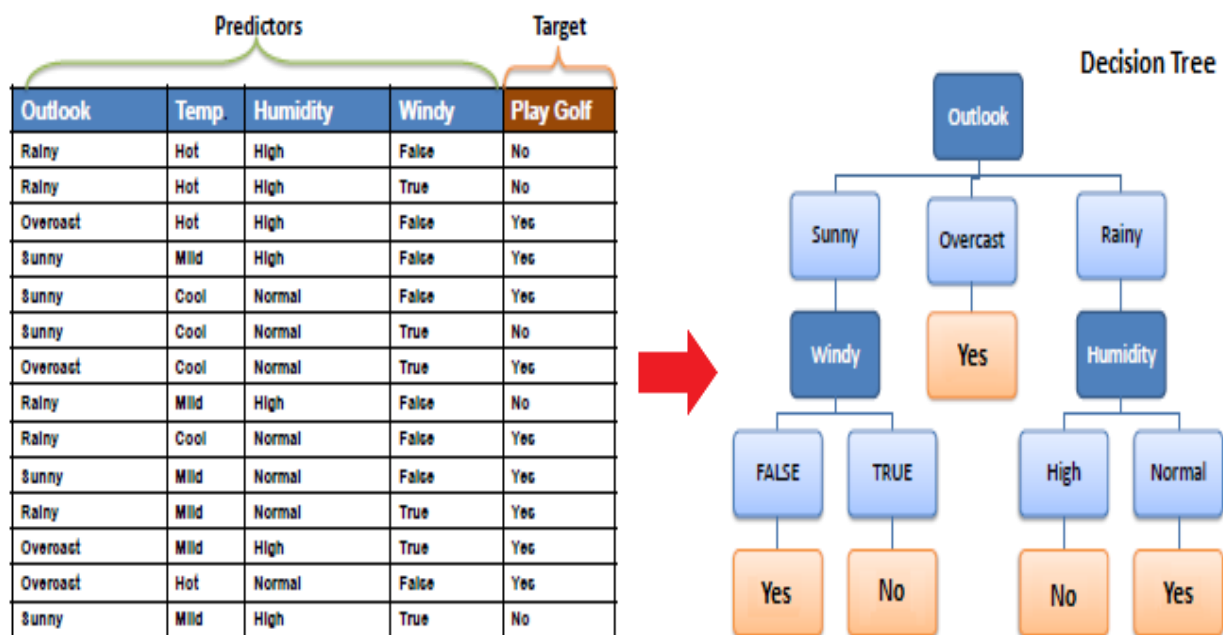 Predictors Target
Outlook Temp. Humidity Windy Play Golf
Rainy Hot High False No
Rainy Hot High True No
Overcast Hot High False Yes
Sunny Mild High False Yes
Sunny Cool Normal False Yes
Sunny Cool Normal True No
Overcast Cool Normal True Yes
Rainy Mild High False No
Rainy Cool Normal False Yes
Sunny Mild Normal False Yes
Rainy Mild Normal True Yes
Overcast Mild High True Yes
Overcast Hot Normal False Yes
Sunny Mild High True No
Decision Tree
Outlook
Sunny Overcast Rainy
Windy Yes Humidity
FALSE TRUE High Normal
Yes No No Yes